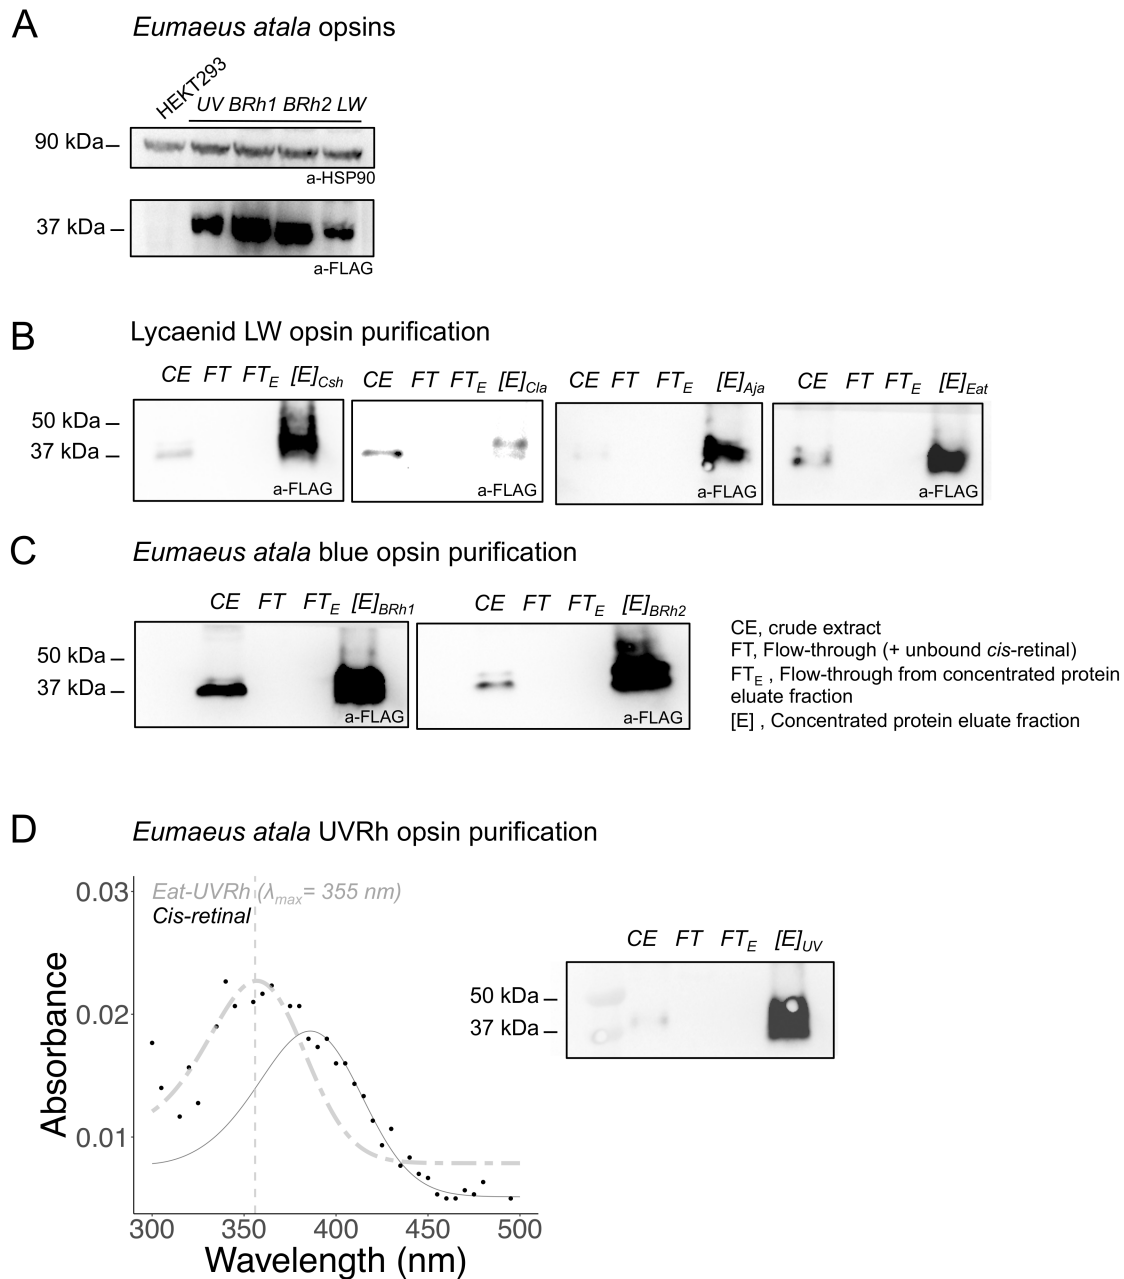 A
Eumaeus atala opsins
HEKT293
UV BRh1 BRh2 LW
90 kDa
a-HSP90
37 kDa
a-FLAG
B
Lycaenid LW opsin purification
CE FT FTE [E]Csh
CE FT FTE [E]Cla
CE FT FTE [E]Aja
CE FT FTE [E]Eat
50 kDa
37 kDa
a-FLAG
a-FLAG
a-FLAG
a-FLAG
C
Eumaeus atala blue opsin purification
CE FT FTE [E]BRh1
CE FT FTE [E]BRh2
50 kDa
37 kDa
a-FLAG
a-FLAG
CE, crude extract
FT, Flow-through (+ unbound cis-retinal)
FTE , Flow-through from concentrated protein
eluate fraction
[E] , Concentrated protein eluate fraction
D
Eumaeus atala UVRh opsin purification
Eat-UVRh (λmax= 355 nm)
Cis-retinal
0.03
0.02
0.01
Absorbance
300 350 400 450 500
Wavelength (nm)
CE FT FTE [E]UV
50 kDa
37 kDa